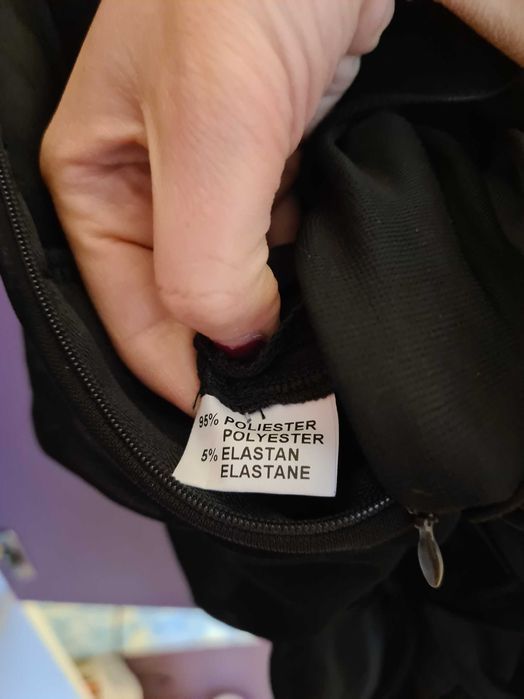 95% POLIESTER
POLYESTER
5% ELASTAN
ELASTANE